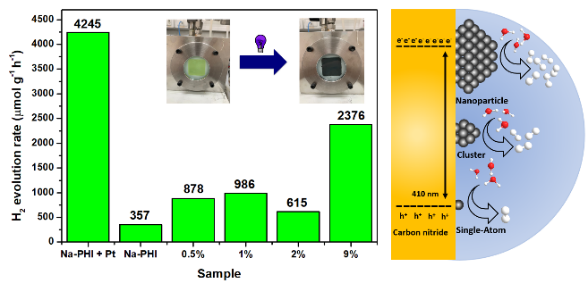 H₂ evolution rate (μmol g⁻¹ h⁻¹)
4500
4000
3500
3000
2500
2000
1500
1000
500
0
4245
357
878
986
615
2376
Na-PHI + Pt
Na-PHI
0.5%
1%
2%
9%
Sample
e⁻e⁻e⁻e⁻e⁻e⁻e⁻
410 nm
h⁺ h⁺ h⁺ h⁺
Carbon nitride
Nanoparticle
Cluster
Single-Atom